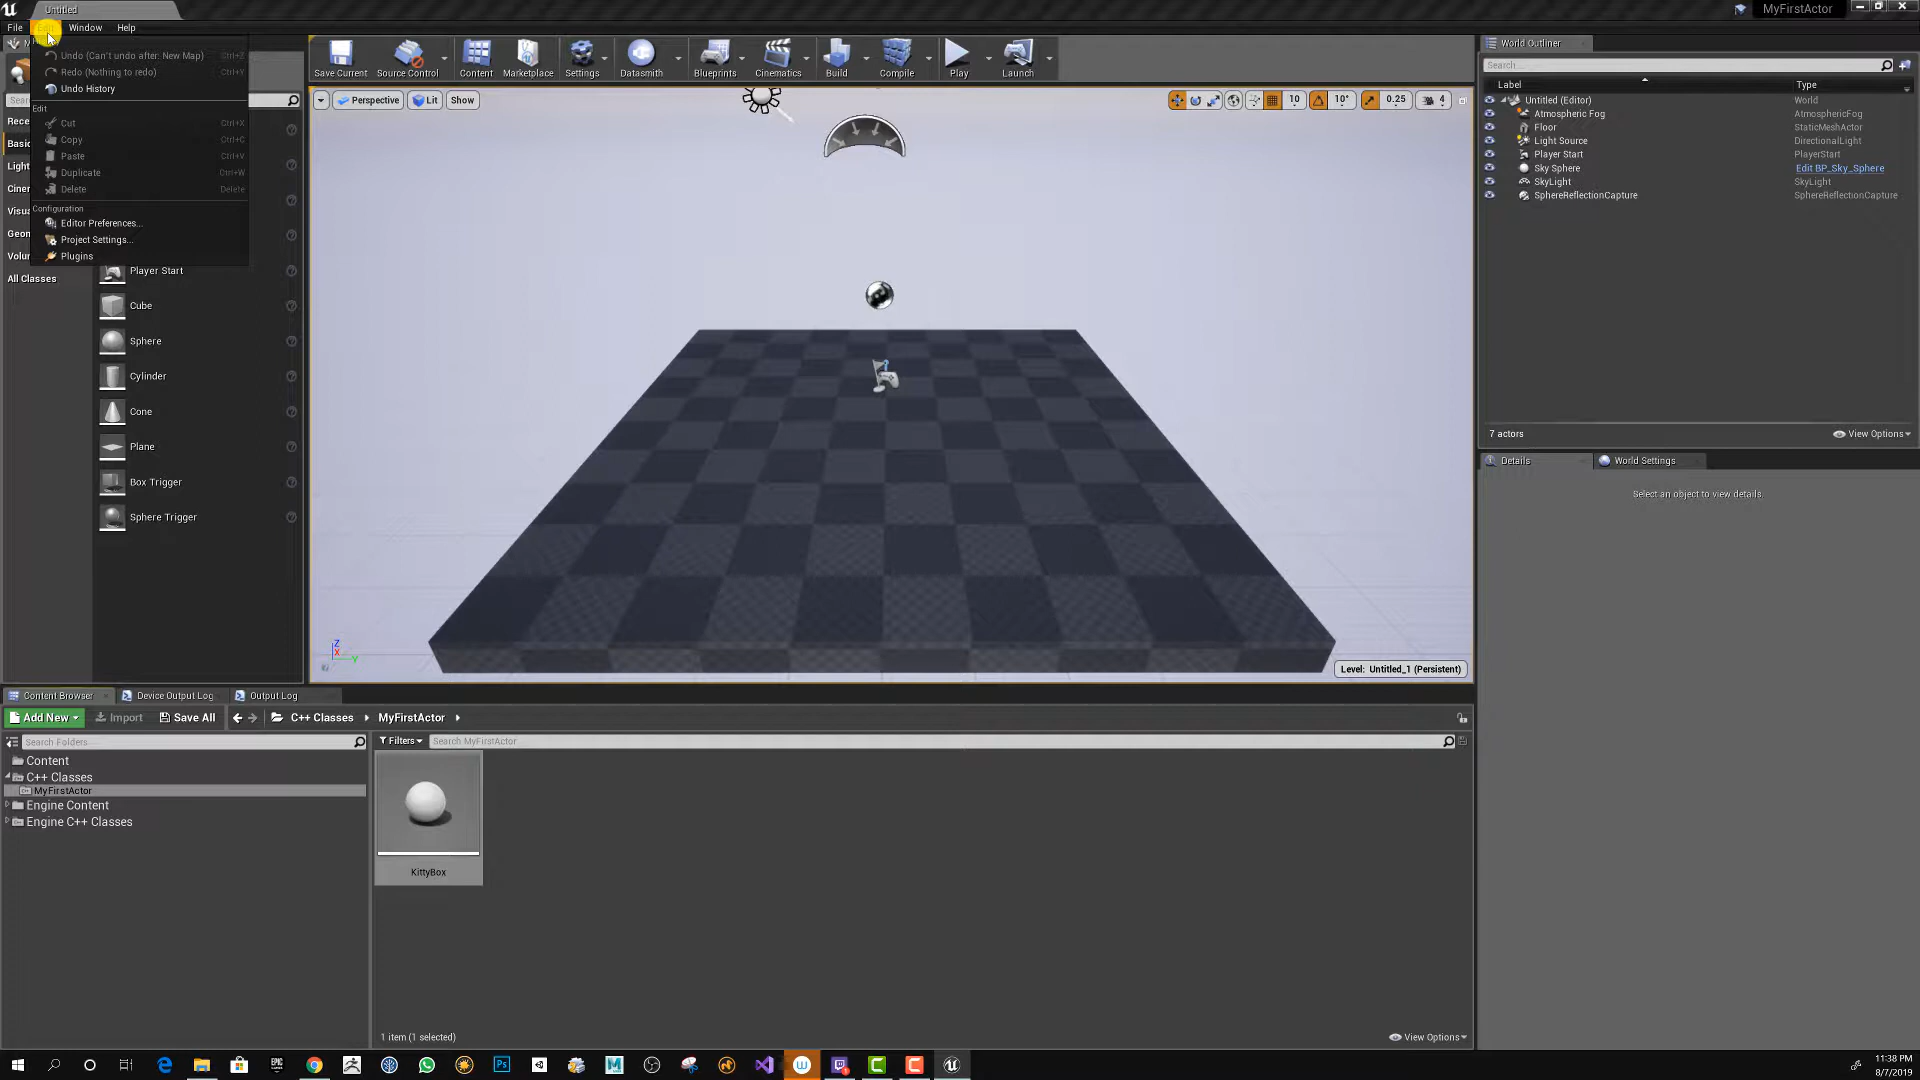 Untitled
MyFirstActor
File
Window
Help
Undo (Can't undo after: New Map) Ctrl+Z
Redo (Nothing to redo) Ctrl+Y
Undo History
Edit
Cut Ctrl+X
Copy Ctrl+C
Paste Ctrl+V
Duplicate Ctrl+W
Delete Delete
Configuration
Editor Preferences...
Project Settings...
Plugins
Sear
Rece
Basic
Light
Cine
Visua
Geon
Volu
All Classes
Player Start
Cube
Sphere
Cylinder
Cone
Plane
Box Trigger
Sphere Trigger
Save Current
Source Control
Content
Marketplace
Settings
Datasmith
Blueprints
Cinematics
Build
Compile
Play
Launch
Perspective
Lit
Show
10
10°
0.25
4
Z
X
Y
Level: Untitled_1 (Persistent)
World Outliner
Search...
Label Type
Untitled (Editor) World
Atmospheric Fog AtmosphericFog
Floor StaticMeshActor
Light Source DirectionalLight
Player Start PlayerStart
Sky Sphere Edit BP_Sky_Sphere
SkyLight SkyLight
SphereReflectionCapture SphereReflectionCapture
7 actors
View Options
Details
World Settings
Select an object to view details.
Content Browser
Device Output Log
Output Log
Add New
Import
Save All
C++ Classes
MyFirstActor
Search Folders
Filters
Search MyFirstActor
Content
C++ Classes
MyFirstActor
Engine Content
Engine C++ Classes
KittyBox
1 item (1 selected)
View Options
EPIC
Ps
M
W
11:38 PM
8/7/2019